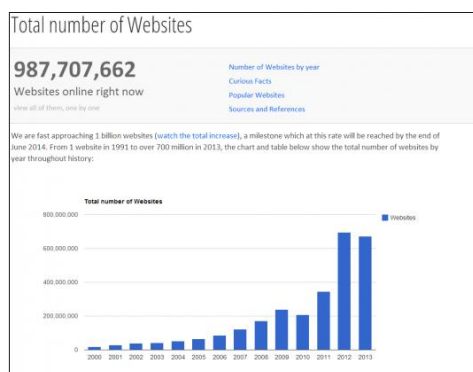 Total number of Websites
987,707,662
Websites online right now
view all of them, one by one
Number of Websites by year
Curious Facts
Popular Websites
Sources and References
We are fast approaching 1 billion websites (watch the total increase), a milestone which at this rate will be reached by the end of
June 2014. From 1 website in 1991 to over 700 million in 2013, the chart and table below show the total number of websites by
year throughout history:
Total number of Websites
800,000,000
600,000,000
400,000,000
200,000,000
0
2000 2001 2002 2003 2004 2005 2006 2007 2008 2009 2010 2011 2012 2013
Websites